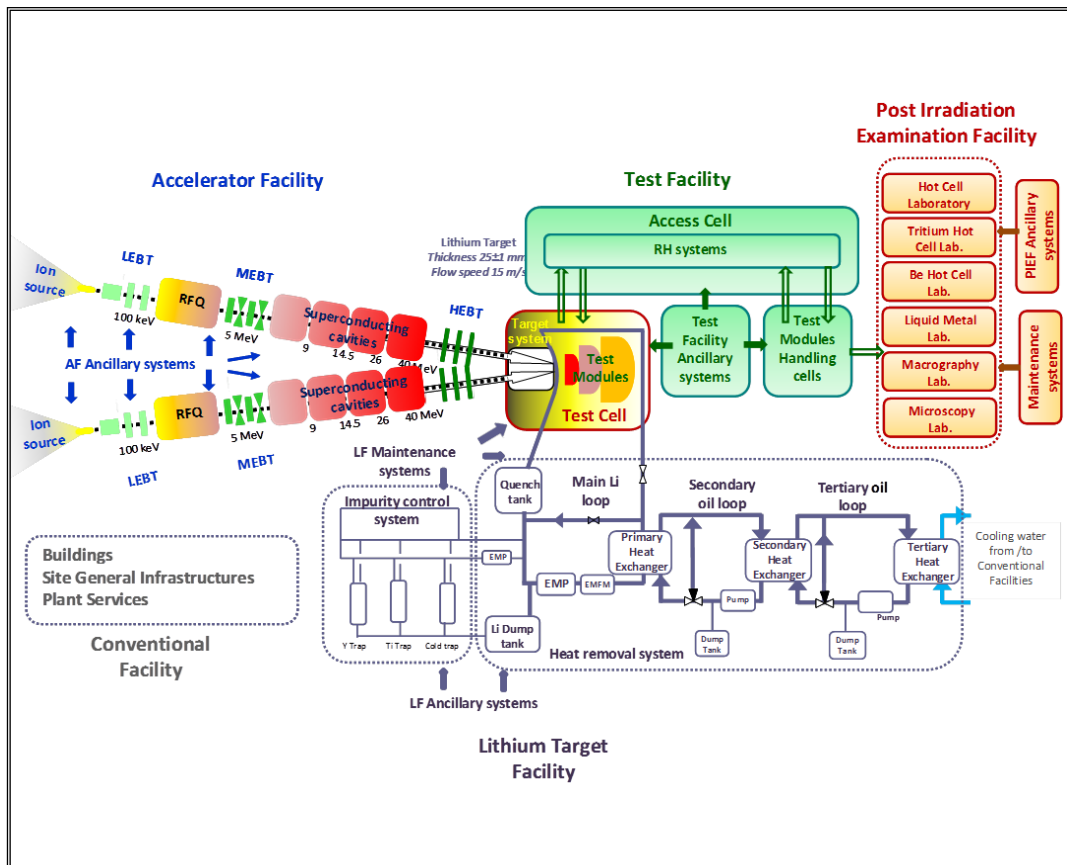 Post Irradiation
Examination Facility
Accelerator Facility
Test Facility
Hot Cell
Laboratory
Tritium Hot
Cell Lab.
Be Hot Cell
Lab.
Liquid Metal
Lab.
Macrography
Lab.
Microscopy
Lab.
PIEF Ancillary
systems
Maintenance
systems
Access Cell
RH systems
Lithium Target
Thickness 25±1 mm
Flow speed 15 m/s
Ion
source
LEBT
100 keV
RFQ
MEBT
5 MeV
Superconducting
cavities
9
14.5
26
40 MeV
HEBT
AF Ancillary systems
Ion
source
LEBT
100 keV
RFQ
MEBT
5 MeV
Superconducting
cavities
9
14.5
26
40 MeV
Target
system
Test
Modules
Test Cell
Test
Facility
Ancillary
systems
Test
Modules
Handling
cells
LF Maintenance
systems
Impurity control
system
EMP
Y Trap
Ti Trap
Cold trap
Quench
tank
Main Li
loop
EMP
EMFM
Li Dump
tank
Primary
Heat
Exchanger
Secondary
oil loop
Pump
Dump
Tank
Secondary
Heat
Exchanger
Tertiary oil
loop
Pump
Dump
Tank
Tertiary
Heat
Exchanger
Cooling water
from /to
Conventional
Facilities
Heat removal system
Buildings
Site General Infrastructures
Plant Services
Conventional
Facility
LF Ancillary systems
Lithium Target
Facility